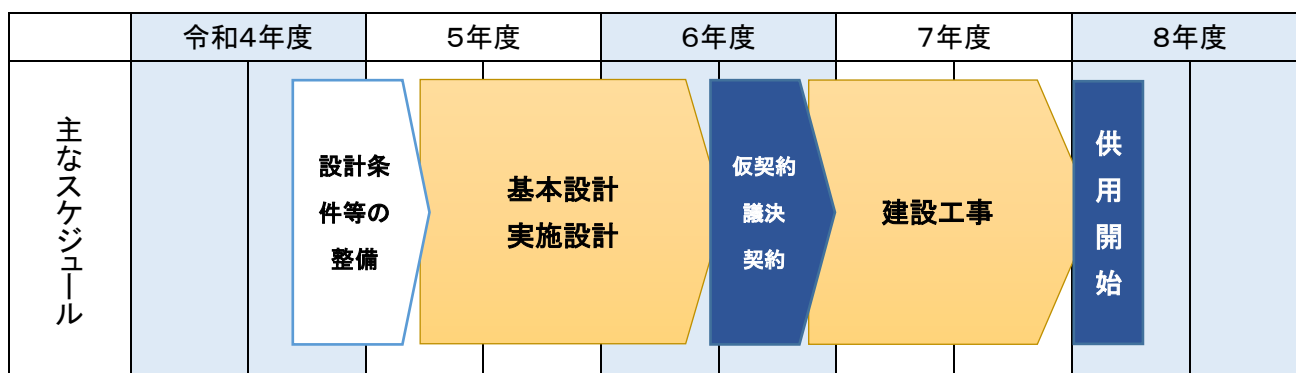 令和４年度
５年度
６年度
７年度
８年度
主なスケジュール
設計条
件等の
整備
基本設計
実施設計
仮契約
議決
契約
建設工事
供用開始